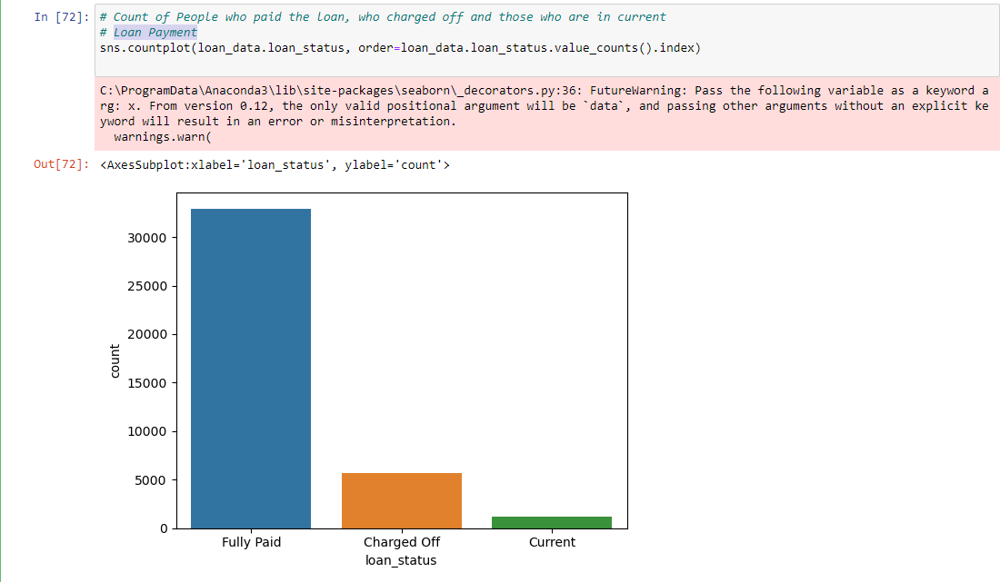 In [72]: # Count of People who paid the loan, who charged off and those who are in current
# Loan Payment
sns.countplot(loan_data.loan_status, order=loan_data.loan_status.value_counts().index)
C:\ProgramData\Anaconda3\lib\site-packages\seaborn\_decorators.py:36: FutureWarning: Pass the following variable as a keyword a
rg: x. From version 0.12, the only valid positional argument will be `data`, and passing other arguments without an explicit ke
yword will result in an error or misinterpretation.
  warnings.warn(
Out[72]: <AxesSubplot:xlabel='loan_status', ylabel='count'>
30000
25000
20000
15000
10000
5000
0
count
Fully Paid Charged Off Current
loan_status